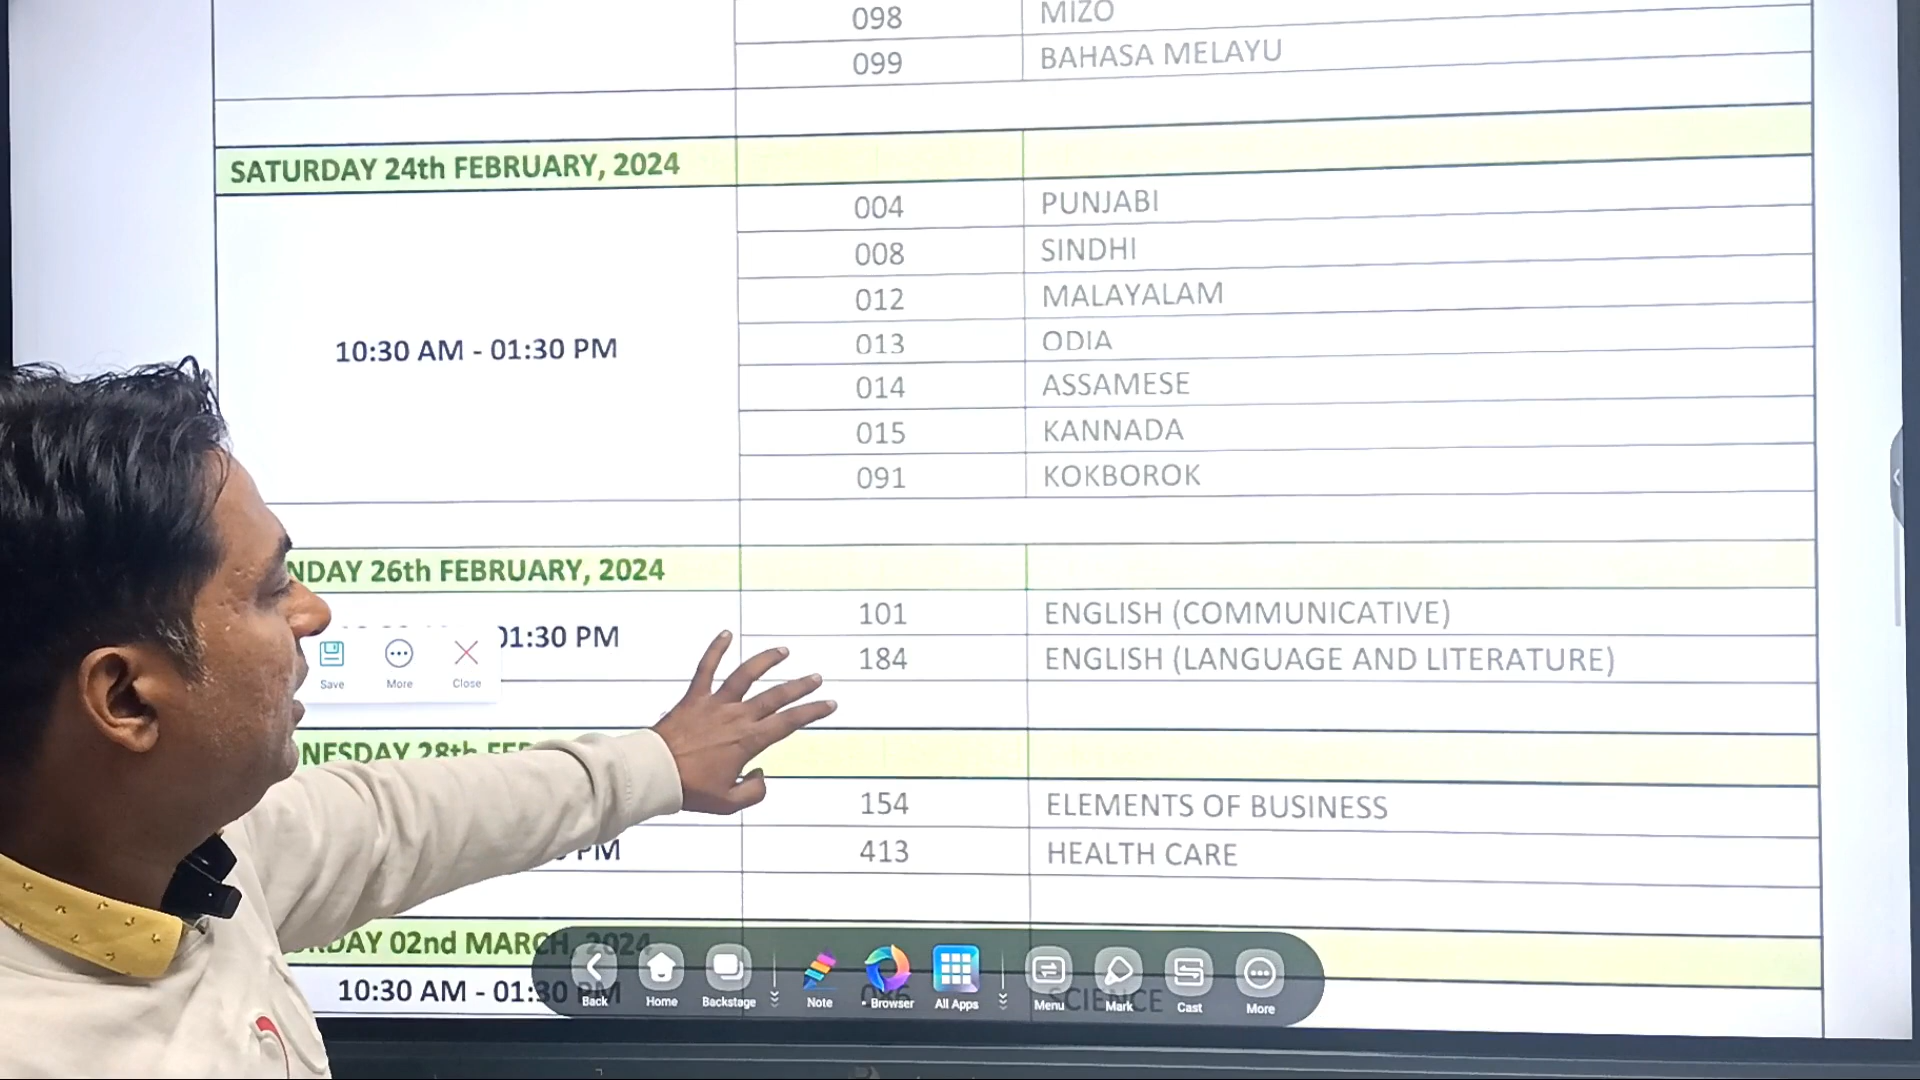 098 MIZO
099 BAHASA MELAYU
SATURDAY 24th FEBRUARY, 2024
10:30 AM - 01:30 PM
004 PUNJABI
008 SINDHI
012 MALAYALAM
013 ODIA
014 ASSAMESE
015 KANNADA
091 KOKBOROK
NDAY 26th FEBRUARY, 2024
01:30 PM
101 ENGLISH (COMMUNICATIVE)
184 ENGLISH (LANGUAGE AND LITERATURE)
Save More Close
NESDAY 28th
154 ELEMENTS OF BUSINESS
PM
413 HEALTH CARE
DAY 02nd MARCH, 2024
10:30 AM - 01:30 PM
SCIENCE
Back Home Backstage Note Browser All Apps Menu Mark Cast More